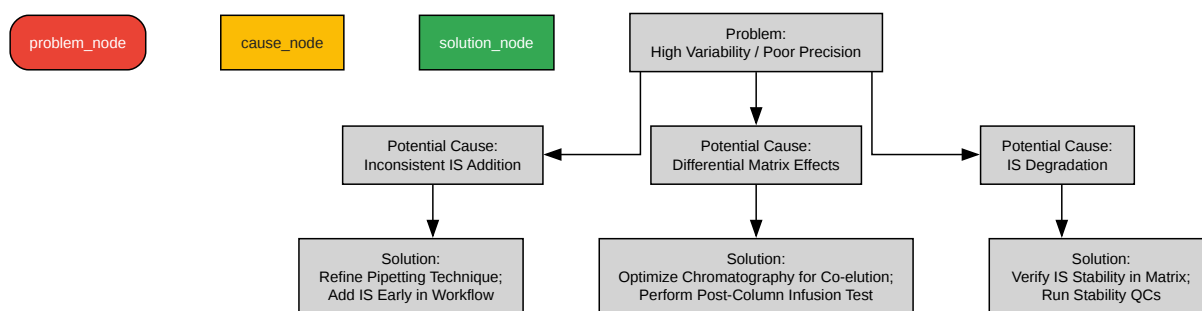 problem_node
cause_node
solution_node
Problem:
High Variability / Poor Precision
Potential Cause:
Inconsistent IS Addition
Potential Cause:
Differential Matrix Effects
Potential Cause:
IS Degradation
Solution:
Refine Pipetting Technique;
Add IS Early in Workflow
Solution:
Optimize Chromatography for Co-elution;
Perform Post-Column Infusion Test
Solution:
Verify IS Stability in Matrix;
Run Stability QCs